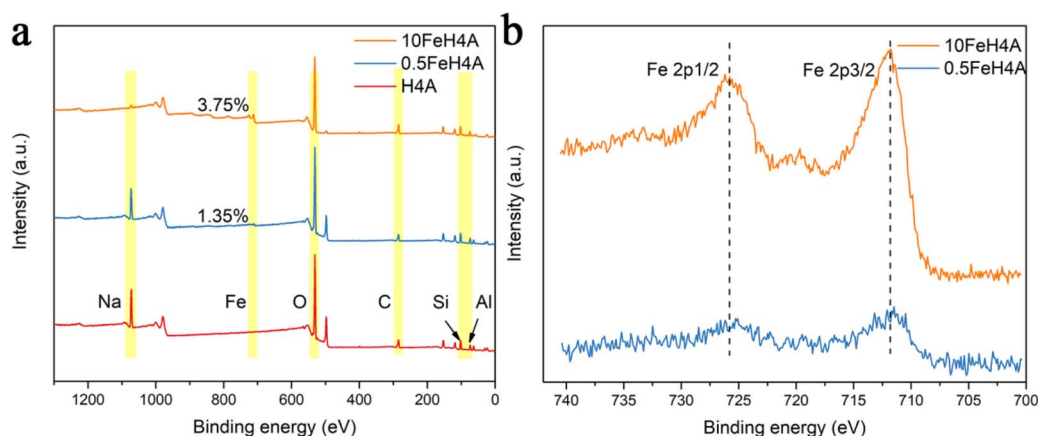 a
10FeH4A
0.5FeH4A
H4A
3.75%
1.35%
Na
Fe
O
C
Si
Al
Intensity (a.u.)
1200
1000
800
600
400
200
0
Binding energy (eV)
b
10FeH4A
0.5FeH4A
Fe 2p1/2
Fe 2p3/2
Intensity (a.u.)
740
735
730
725
720
715
710
705
700
Binding energy (eV)